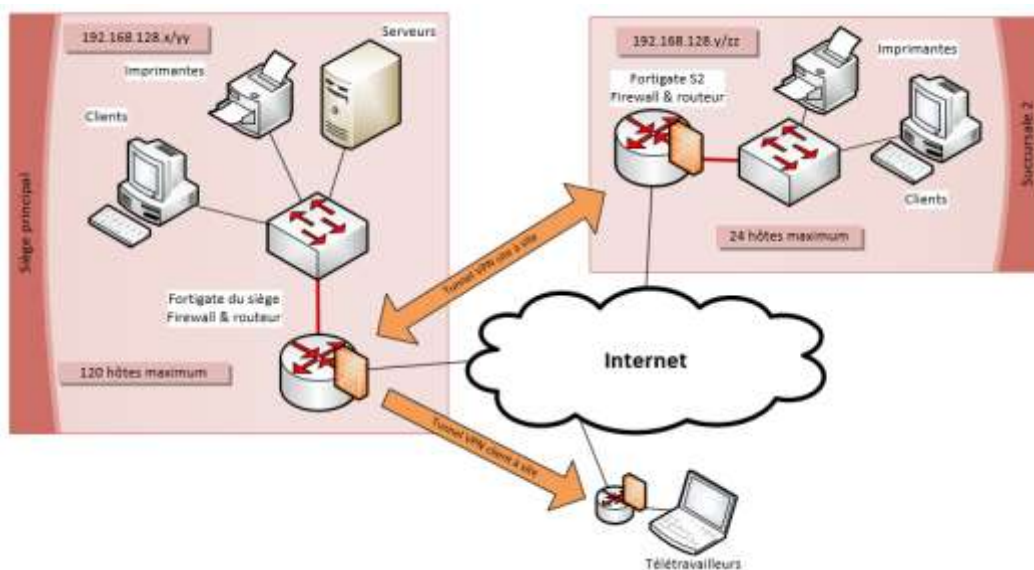 Siège principal
192.168.128.x/yy
Serveurs
Imprimantes
Clients
Fortigate du siège
Firewall & routeur
120 hôtes maximum
Tunnel VPN site à site
Tunnel VPN client à site
192.168.128.y/zz
Imprimantes
Fortigate S2
Firewall & routeur
Clients
24 hôtes maximum
Succursale 2
Internet
Télétravailleurs